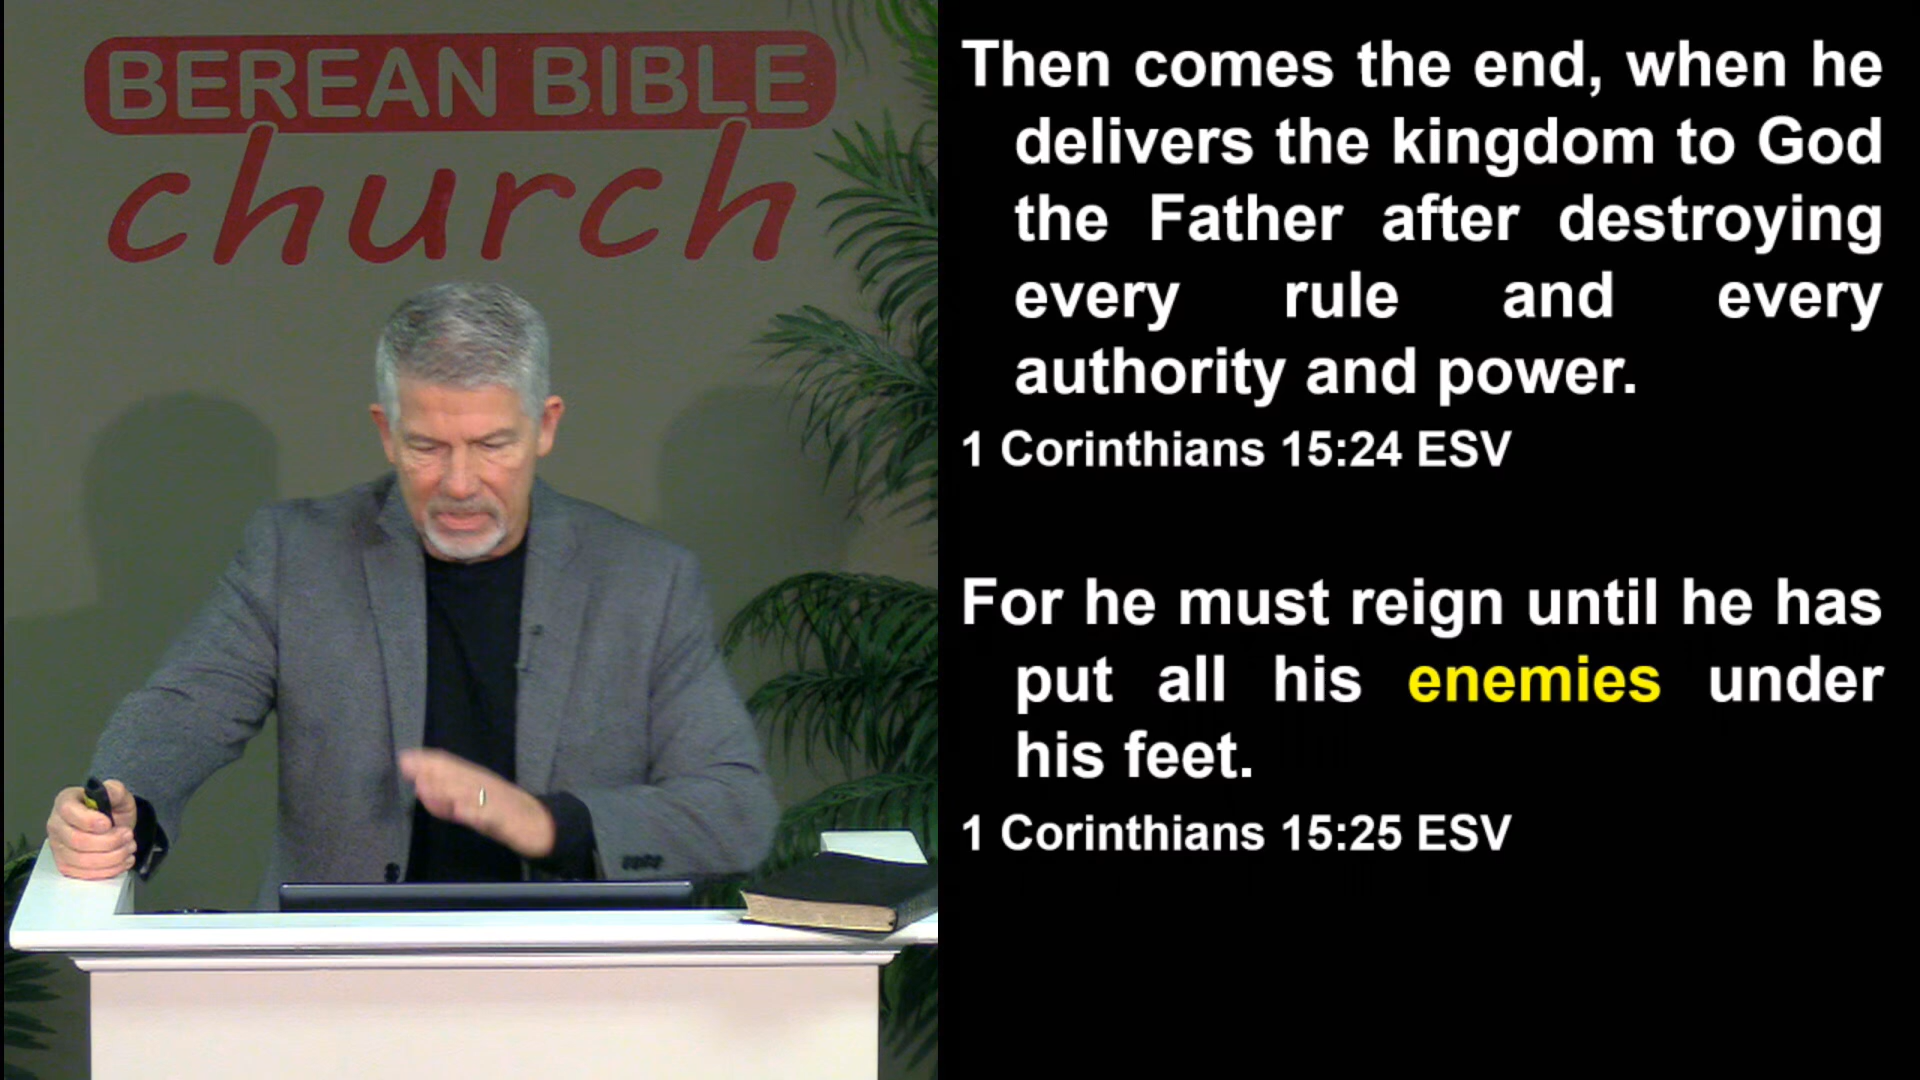 BEREAN BIBLE
church
Then comes the end, when he
delivers the kingdom to God
the Father after destroying
every rule and every
authority and power.
1 Corinthians 15:24 ESV
For he must reign until he has
put all his enemies under
his feet.
1 Corinthians 15:25 ESV